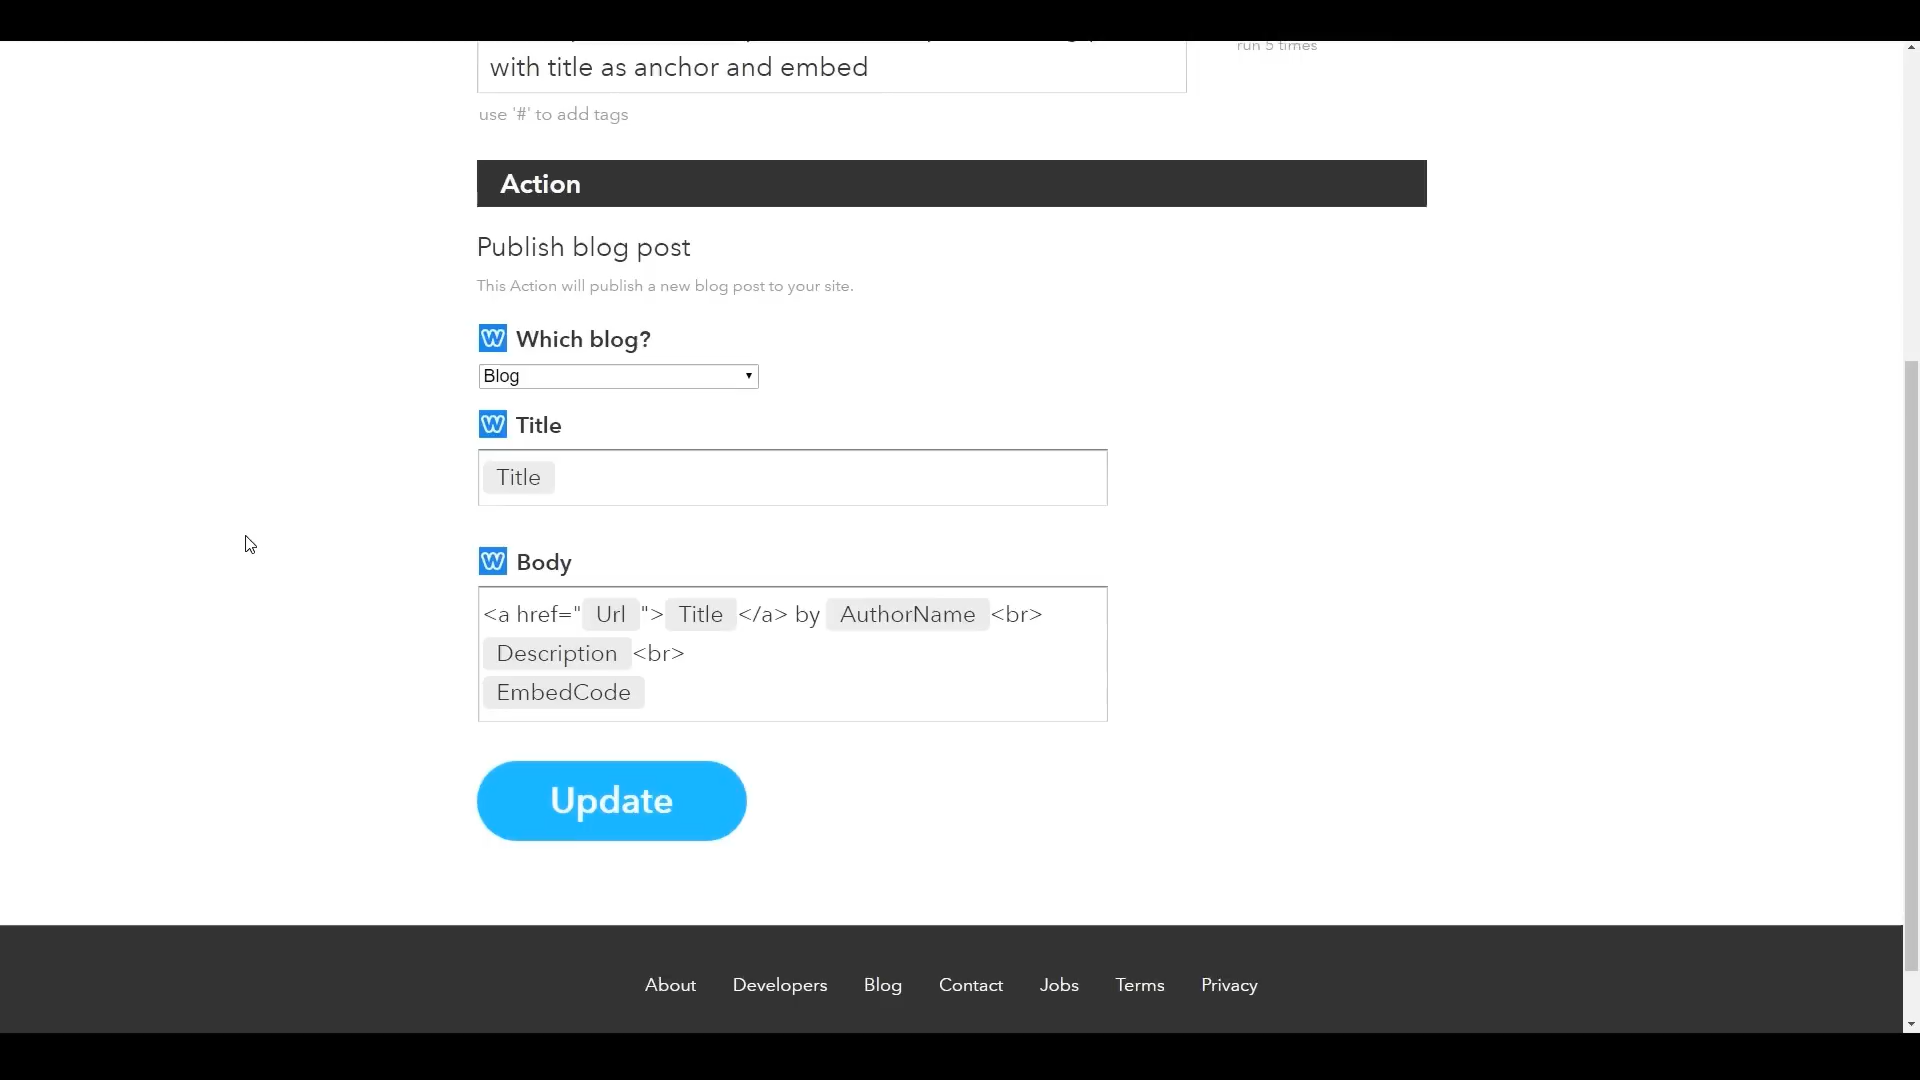 run 5 times
with title as anchor and embed
use '#' to add tags
Action
Publish blog post
This Action will publish a new blog post to your site.
Which blog?
Blog
Title
Title
Body
<a href=" Url "> Title </a> by AuthorName <br>
Description <br>
EmbedCode
Update
About Developers Blog Contact Jobs Terms Privacy